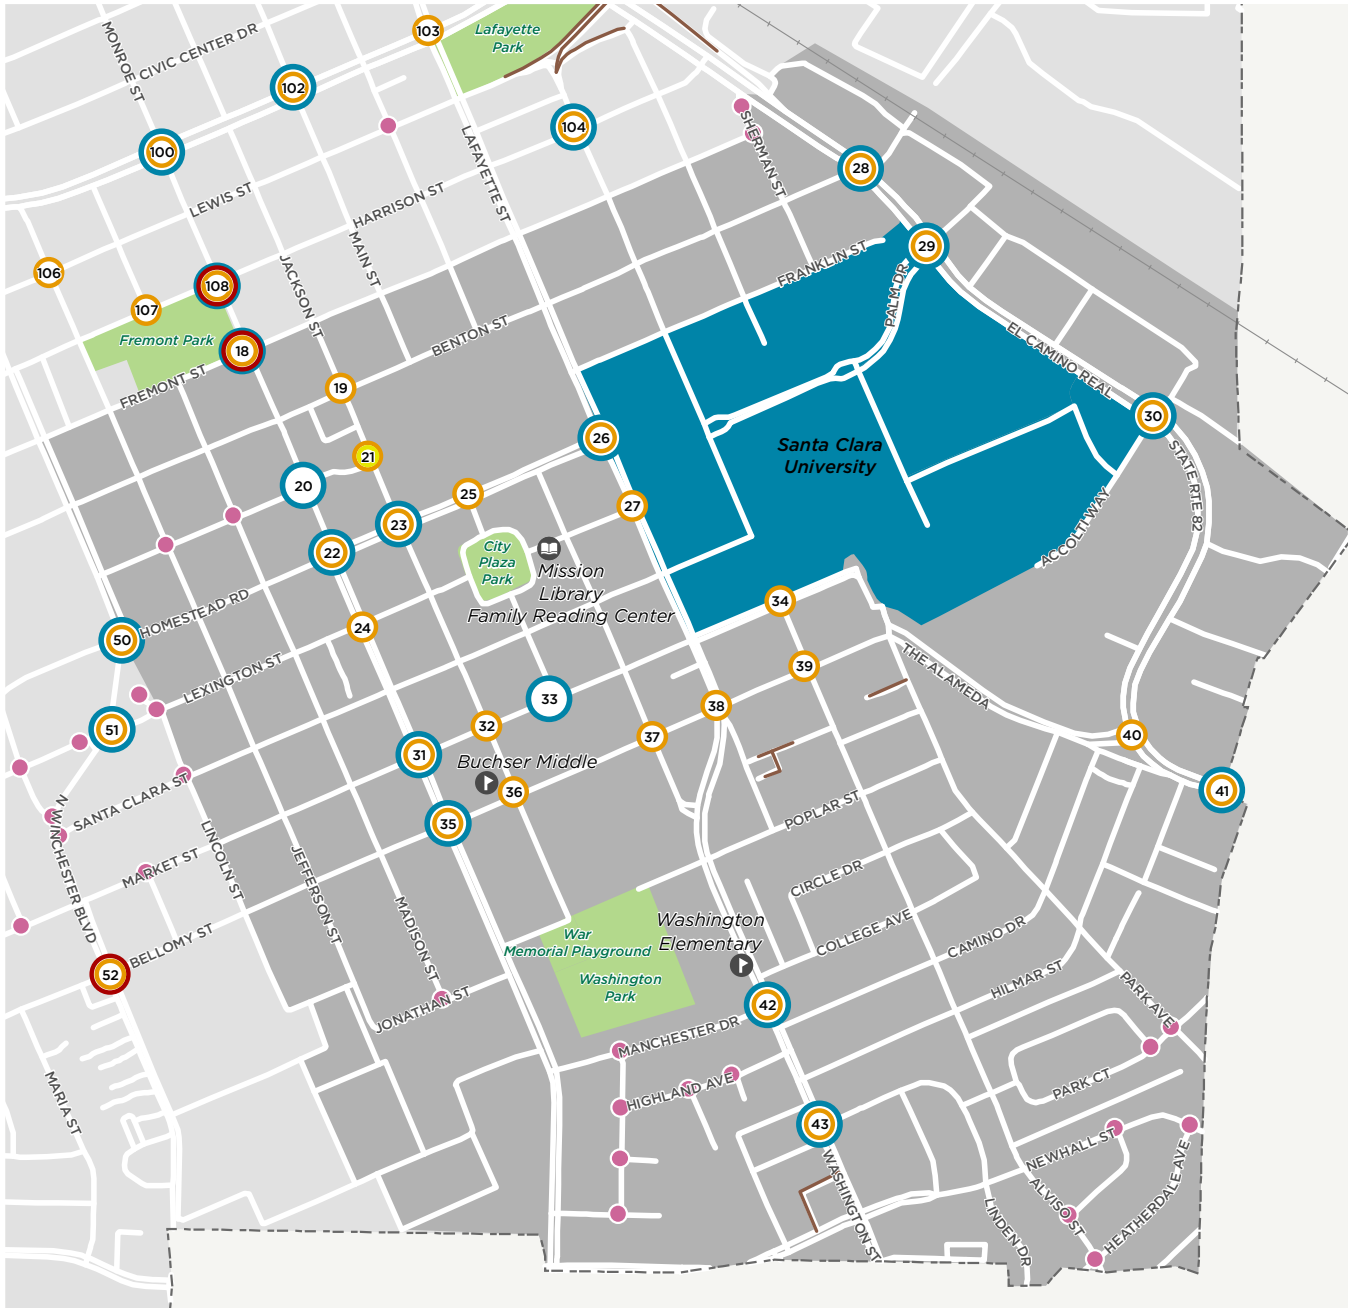 103
Lafayette
Park
MONROE ST
CIVIC CENTER DR
102
104
100
SHERMAN ST
LAFAYETTE ST
28
LEWIS ST
HARRISON ST
MAIN ST
29
FRANKLIN ST
PALM DR
106
108
JACKSON ST
107
Fremont Park
18
BENTON ST
EL CAMINO REAL
FREMONT ST
19
30
26
Santa Clara
University
21
20
25
27
STATE RTE 82
23
22
City
Plaza
Park
Mission
Library
Family Reading Center
ACCOLTI WAY
HOMESTEAD RD
34
50
24
LEXINGTON ST
39
THE ALAMEDA
33
38
51
32
37
40
31
Buchser Middle
36
41
SANTA CLARA ST
35
POPLAR ST
N WINCHESTER BLVD
LINCOLN ST
MARKET ST
JEFFERSON ST
CIRCLE DR
MADISON ST
Washington
Elementary
BELLOMY ST
War
Memorial Playground
COLLEGE AVE
CAMINO DR
52
Washington
Park
HILMAR ST
PARK AVE
42
JONATHAN ST
MANCHESTER DR
PARK CT
HIGHLAND AVE
MARIA ST
43
NEWHALL ST
WASHINGTON ST
ALVISO ST
HEATHERDALE AVE
LINDEN DR